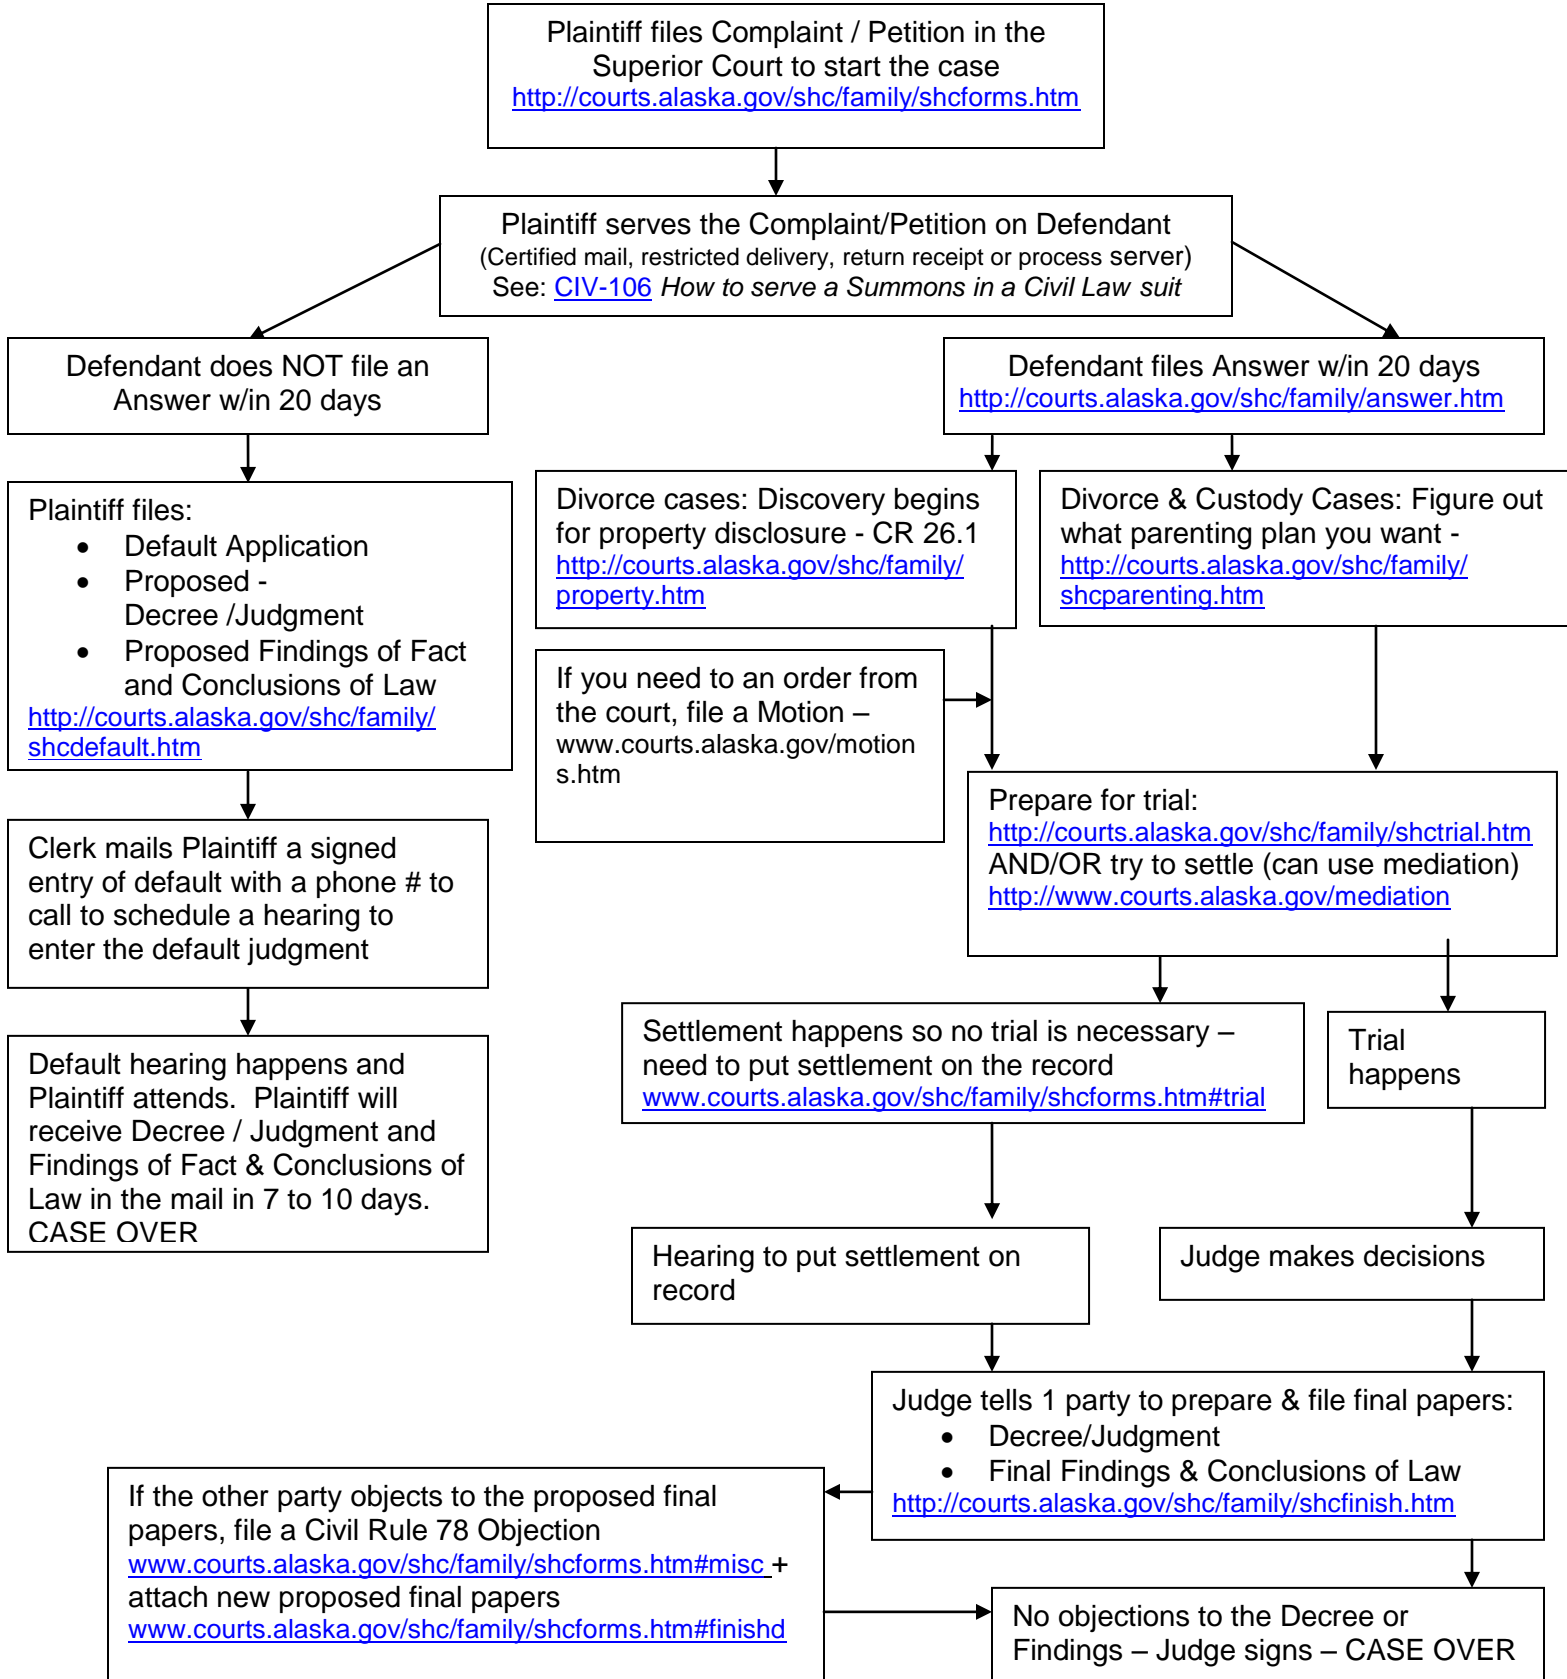 Plaintiff files Complaint / Petition in the
Superior Court to start the case
http://courts.alaska.gov/shc/family/shcforms.htm
Plaintiff serves the Complaint/Petition on Defendant
(Certified mail, restricted delivery, return receipt or process server)
See: CIV-106 How to serve a Summons in a Civil Law suit
Defendant does NOT file an
Answer w/in 20 days
Defendant files Answer w/in 20 days
http://courts.alaska.gov/shc/family/answer.htm
Plaintiff files:
• Default Application
• Proposed -
Decree /Judgment
• Proposed Findings of Fact
and Conclusions of Law
http://courts.alaska.gov/shc/family/
shcdefault.htm
Divorce cases: Discovery begins
for property disclosure - CR 26.1
http://courts.alaska.gov/shc/family/
property.htm
Divorce & Custody Cases: Figure out
what parenting plan you want -
http://courts.alaska.gov/shc/family/
shcparenting.htm
If you need to an order from
the court, file a Motion –
www.courts.alaska.gov/motion
s.htm
Prepare for trial:
http://courts.alaska.gov/shc/family/shctrial.htm
AND/OR try to settle (can use mediation)
http://www.courts.alaska.gov/mediation
Clerk mails Plaintiff a signed
entry of default with a phone # to
call to schedule a hearing to
enter the default judgment
Settlement happens so no trial is necessary –
need to put settlement on the record
www.courts.alaska.gov/shc/family/shcforms.htm#trial
Trial
happens
Default hearing happens and
Plaintiff attends. Plaintiff will
receive Decree / Judgment and
Findings of Fact & Conclusions of
Law in the mail in 7 to 10 days.
CASE OVER
Hearing to put settlement on
record
Judge makes decisions
Judge tells 1 party to prepare & file final papers:
• Decree/Judgment
• Final Findings & Conclusions of Law
http://courts.alaska.gov/shc/family/shcfinish.htm
If the other party objects to the proposed final
papers, file a Civil Rule 78 Objection
www.courts.alaska.gov/shc/family/shcforms.htm#misc +
attach new proposed final papers
www.courts.alaska.gov/shc/family/shcforms.htm#finishd
No objections to the Decree or
Findings – Judge signs – CASE OVER